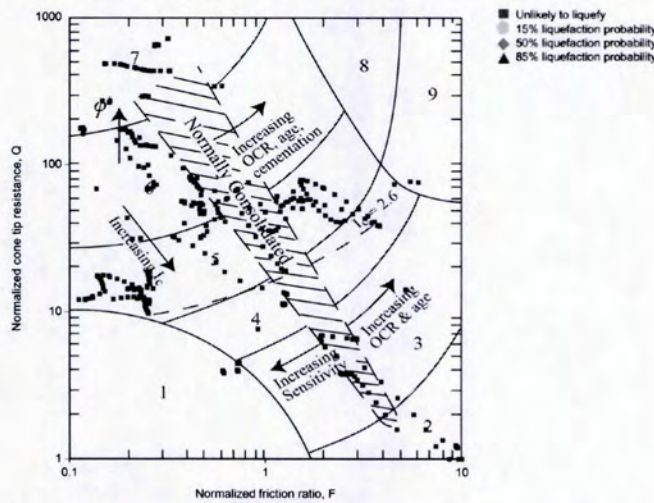 Unlikely to liquefy
15% liquefaction probability
50% liquefaction probability
85% liquefaction probability
Normalized cone tip resistance, Q
1000
100
10
1
7
8
9
ϕ
Normally Consolidated
Increasing
OCR, age,
cementation
Ic = 2.6
Increasing Ic
5
6
4
Increasing
OCR & age
3
Increasing
Sensitivity
1
2
0.1
1
10
Normalized friction ratio, F